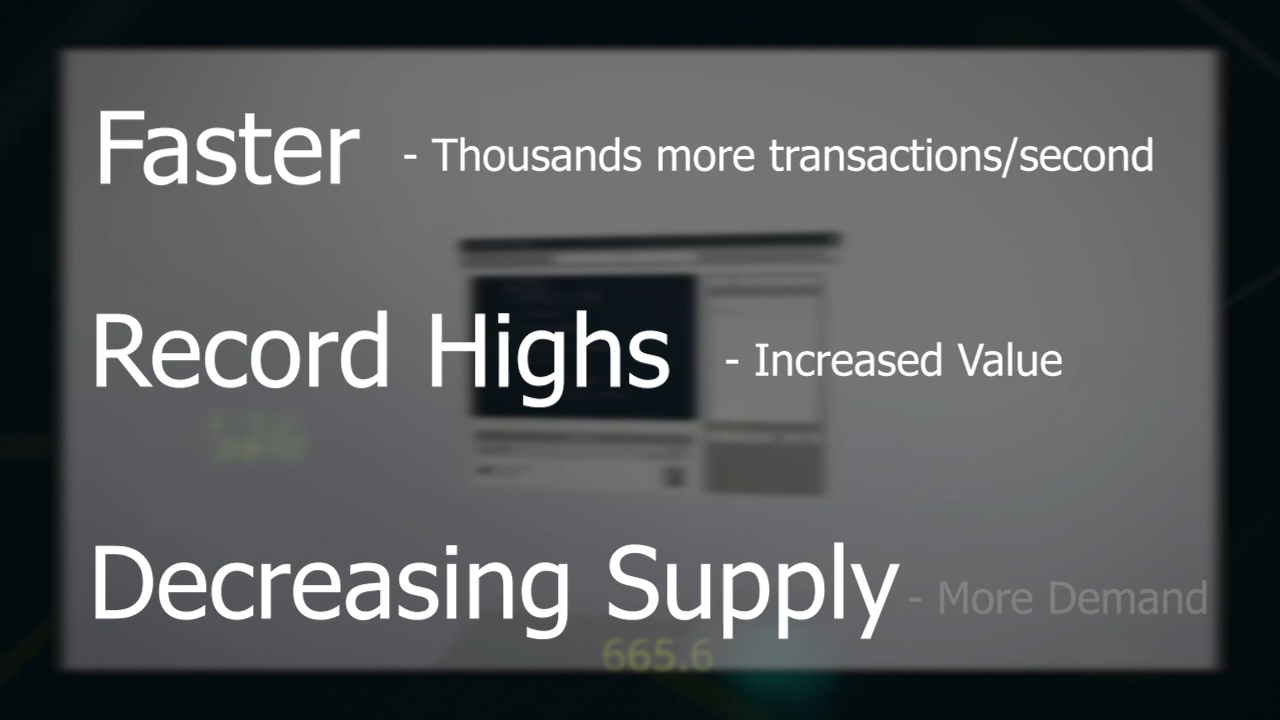 Faster - Thousands more transactions/second
Record Highs - Increased Value
Decreasing Supply - More Demand
665.6